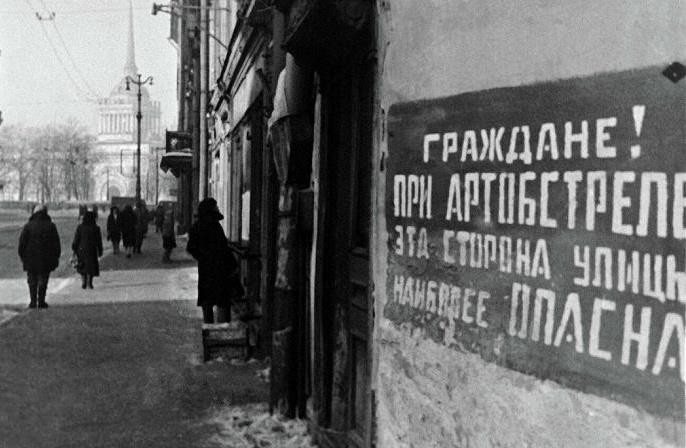 ГРАЖДАНЕ!
ПРИ АРТОБСТРЕЛЕ
ЭТА СТОРОНА УЛИЦЫ
НАИБОЛЕЕ ОПАСНА